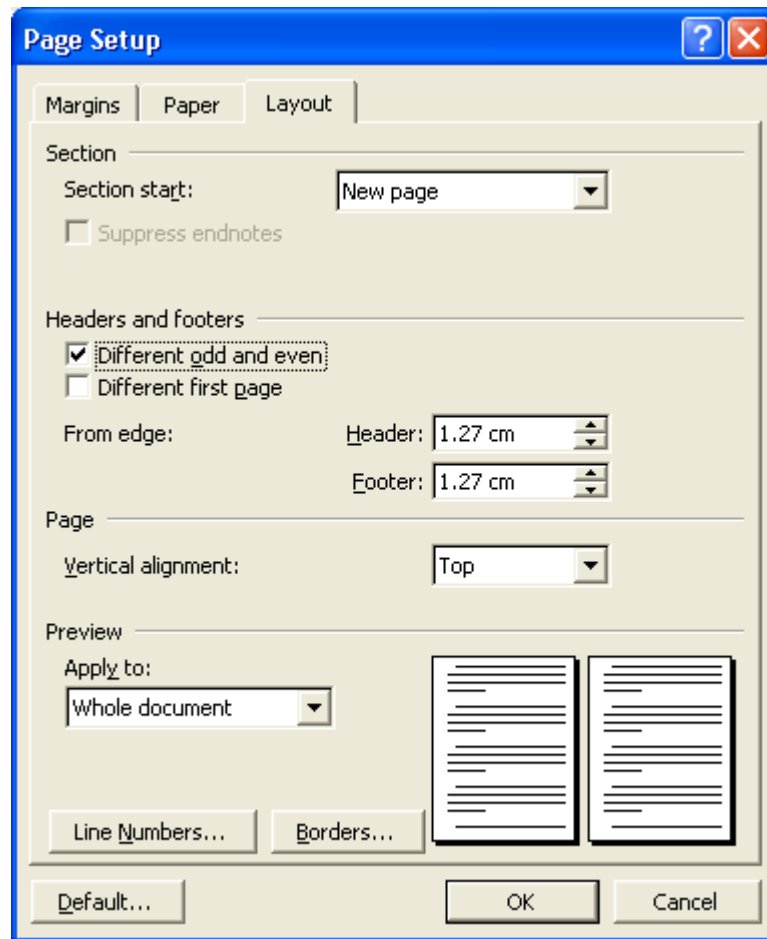 Page Setup
Margins Paper Layout
Section
Section start: New page
Suppress endnotes
Headers and footers
Different odd and even
Different first page
From edge: Header: 1.27 cm
Footer: 1.27 cm
Page
Vertical alignment: Top
Preview
Apply to:
Whole document
Line Numbers... Borders...
Default... OK Cancel